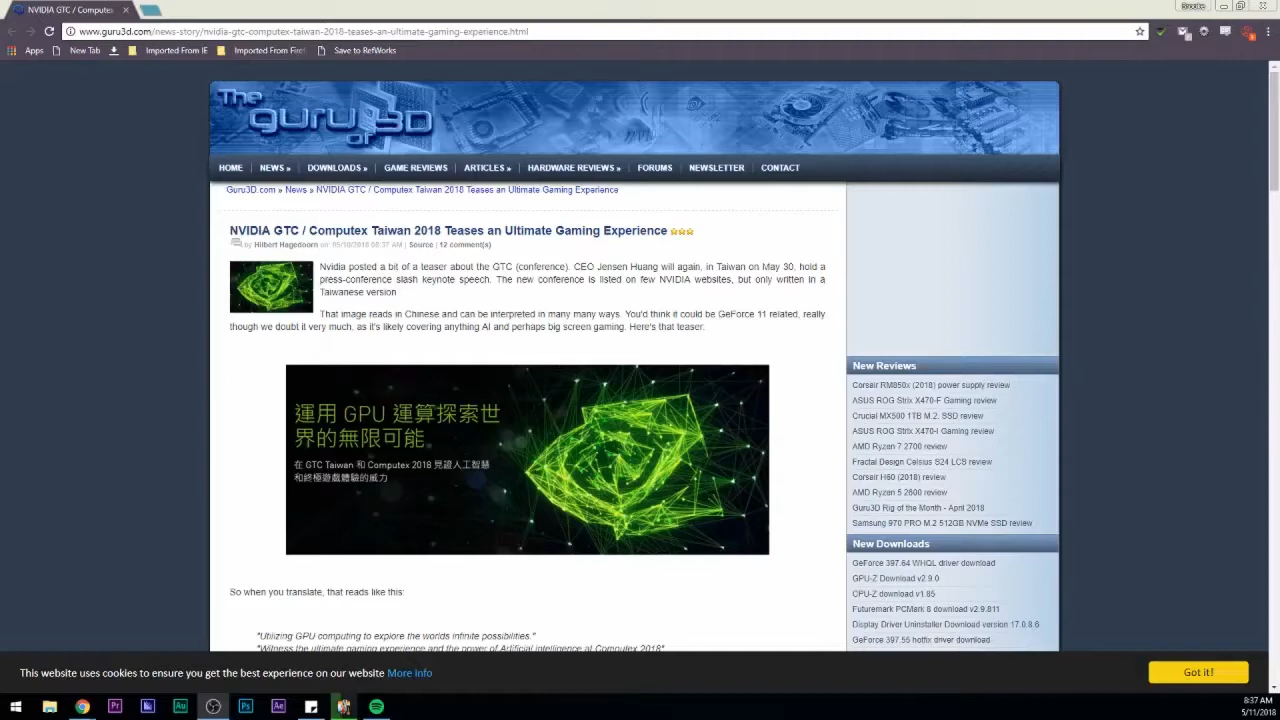 NVIDIA GTC / Compute
www.guru3d.com/news-story/nvidia-gtc-computex-taiwan-2018-teases-an-ultimate-gaming-experience.html
Apps New Tab Imported From IE Imported From Firef Save to RefWorks
The
guru
of 3D
HOME NEWS » DOWNLOADS » GAME REVIEWS ARTICLES » HARDWARE REVIEWS » FORUMS NEWSLETTER CONTACT
Guru3D.com » News » NVIDIA GTC / Computex Taiwan 2018 Teases an Ultimate Gaming Experience
NVIDIA GTC / Computex Taiwan 2018 Teases an Ultimate Gaming Experience
by Hilbert Hagedoorn on: 05/10/2018 08:37 AM | Source | 12 comment(s)
Nvidia posted a bit of a teaser about the GTC (conference). CEO Jensen Huang will again, in Taiwan on May 30, hold a
press-conference slash keynote speech. The new conference is listed on few NVIDIA websites, but only written in a
Taiwanese version
That image reads in Chinese and can be interpreted in many many ways. You'd think it could be GeForce 11 related, really
though we doubt it very much, as it's likely covering anything AI and perhaps big screen gaming. Here's that teaser:
運用 GPU 運算探索世
界的無限可能
在 GTC Taiwan 和 Computex 2018 見證人工智慧
和終極遊戲體驗的威力
So when you translate, that reads like this:
"Utilizing GPU computing to explore the worlds infinite possibilities."
"Witness the ultimate gaming experience and the power of Artificial intelligence at Computex 2018"
New Reviews
Corsair RM850x (2018) power supply review
ASUS ROG Strix X470-F Gaming review
Crucial MX500 1TB M.2. SSD review
ASUS ROG Strix X470-I Gaming review
AMD Ryzen 7 2700 review
Fractal Design Celsius S24 LCS review
Corsair H60 (2018) review
AMD Ryzen 5 2600 review
Guru3D Rig of the Month - April 2018
Samsung 970 PRO M.2 512GB NVMe SSD review
New Downloads
GeForce 397.64 WHQL driver download
GPU-Z Download v2.9.0
CPU-Z download v1.85
Futuremark PCMark 8 download v2.9.811
Display Driver Uninstaller Download version 17.0.8.6
GeForce 397.55 hotfix driver download
This website uses cookies to ensure you get the best experience on our website More info
Got it!
Pr Au Ps Ae
8:37 AM
5/11/2018